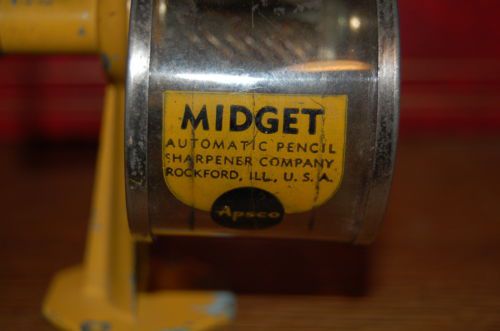 MIDGET
AUTOMATIC PENCIL
SHARPENER COMPANY
ROCKFORD, ILL., U. S. A.
Apsco